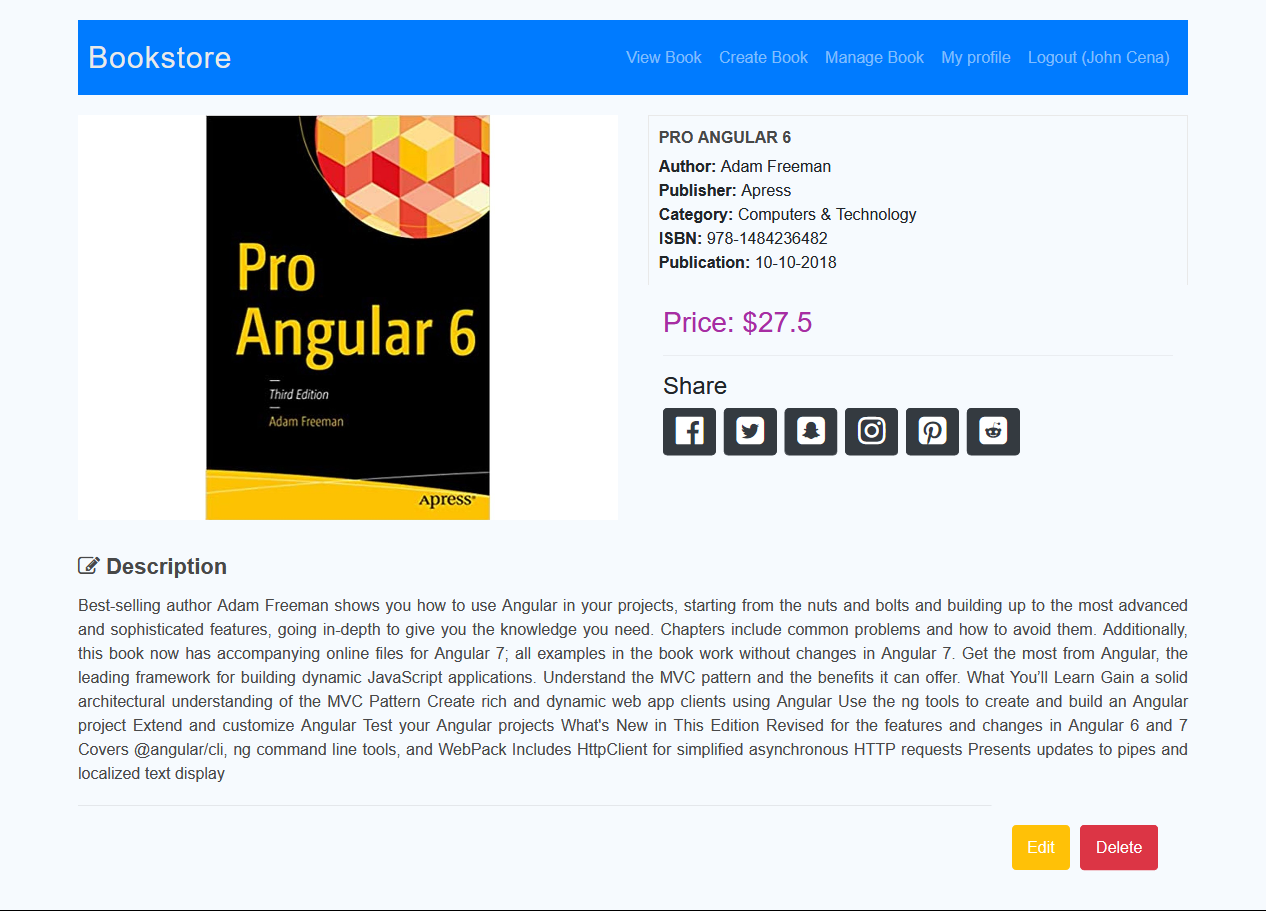 Bookstore
View Book Create Book Manage Book My profile Logout (John Cena)
Pro
Angular 6
Third Edition
Adam Freeman
Apress®
PRO ANGULAR 6
Author: Adam Freeman
Publisher: Apress
Category: Computers & Technology
ISBN: 978-1484236482
Publication: 10-10-2018
Price: $27.5
Share
Description
Best-selling author Adam Freeman shows you how to use Angular in your projects, starting from the nuts and bolts and building up to the most advanced
and sophisticated features, going in-depth to give you the knowledge you need. Chapters include common problems and how to avoid them. Additionally,
this book now has accompanying online files for Angular 7; all examples in the book work without changes in Angular 7. Get the most from Angular, the
leading framework for building dynamic JavaScript applications. Understand the MVC pattern and the benefits it can offer. What You’ll Learn Gain a solid
architectural understanding of the MVC Pattern Create rich and dynamic web app clients using Angular Use the ng tools to create and build an Angular
project Extend and customize Angular Test your Angular projects What's New in This Edition Revised for the features and changes in Angular 6 and 7
Covers @angular/cli, ng command line tools, and WebPack Includes HttpClient for simplified asynchronous HTTP requests Presents updates to pipes and
localized text display
Edit Delete